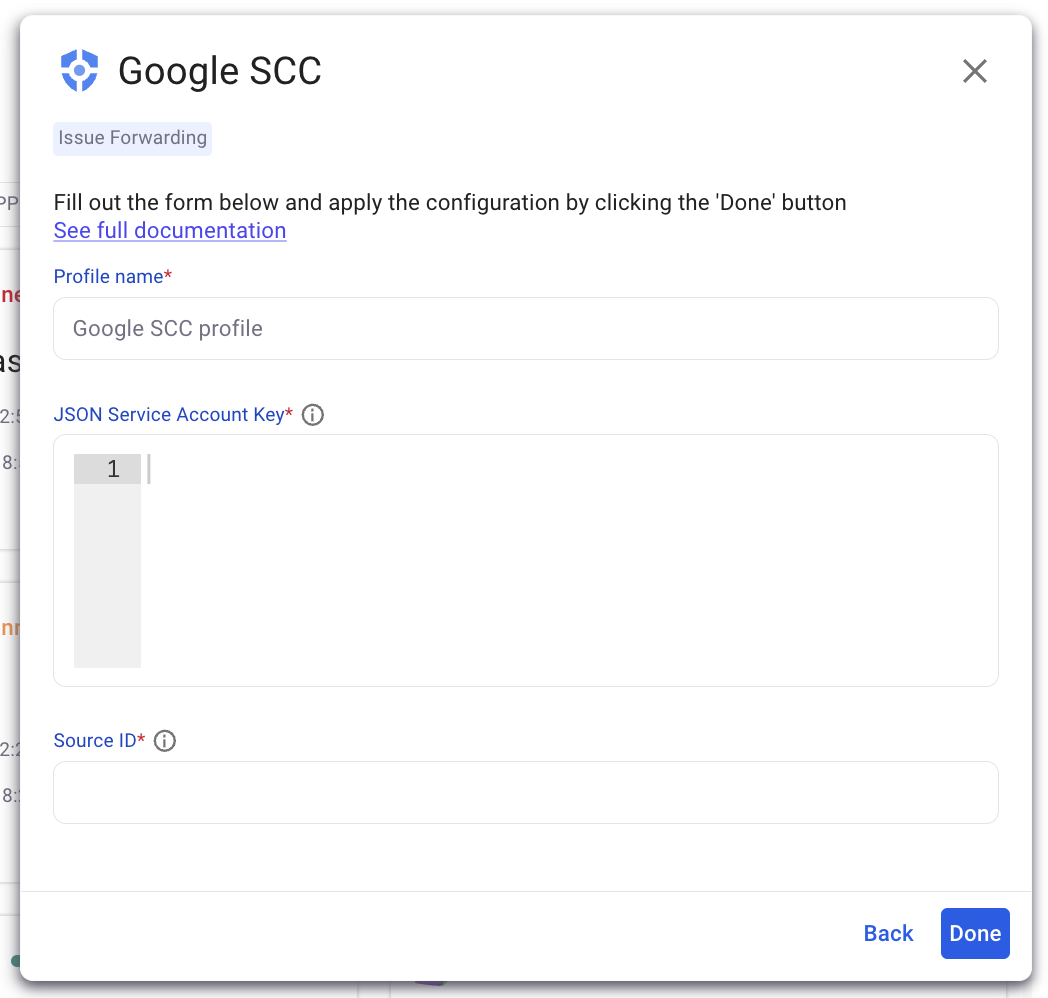 Google SCC
Issue Forwarding
Fill out the form below and apply the configuration by clicking the 'Done' button
See full documentation
Profile name*
Google SCC profile
JSON Service Account Key*
1
Source ID*
Back
Done